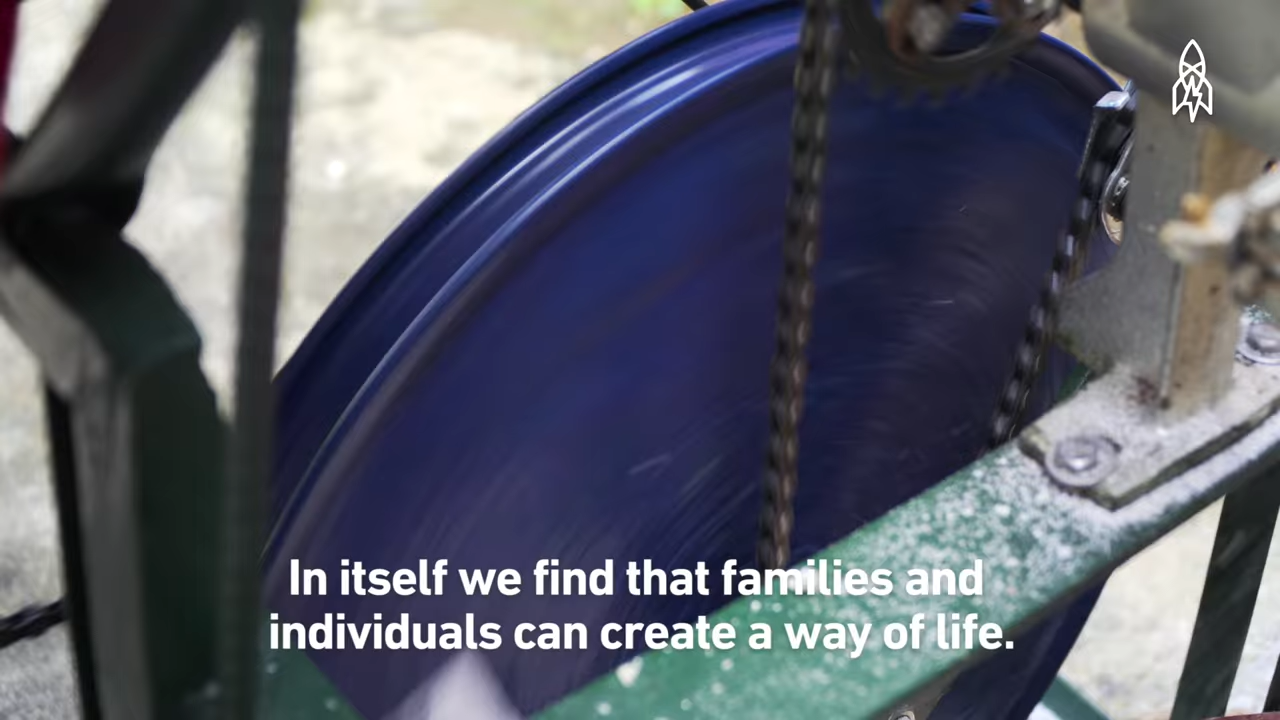 In itself we find that families and
individuals can create a way of life.